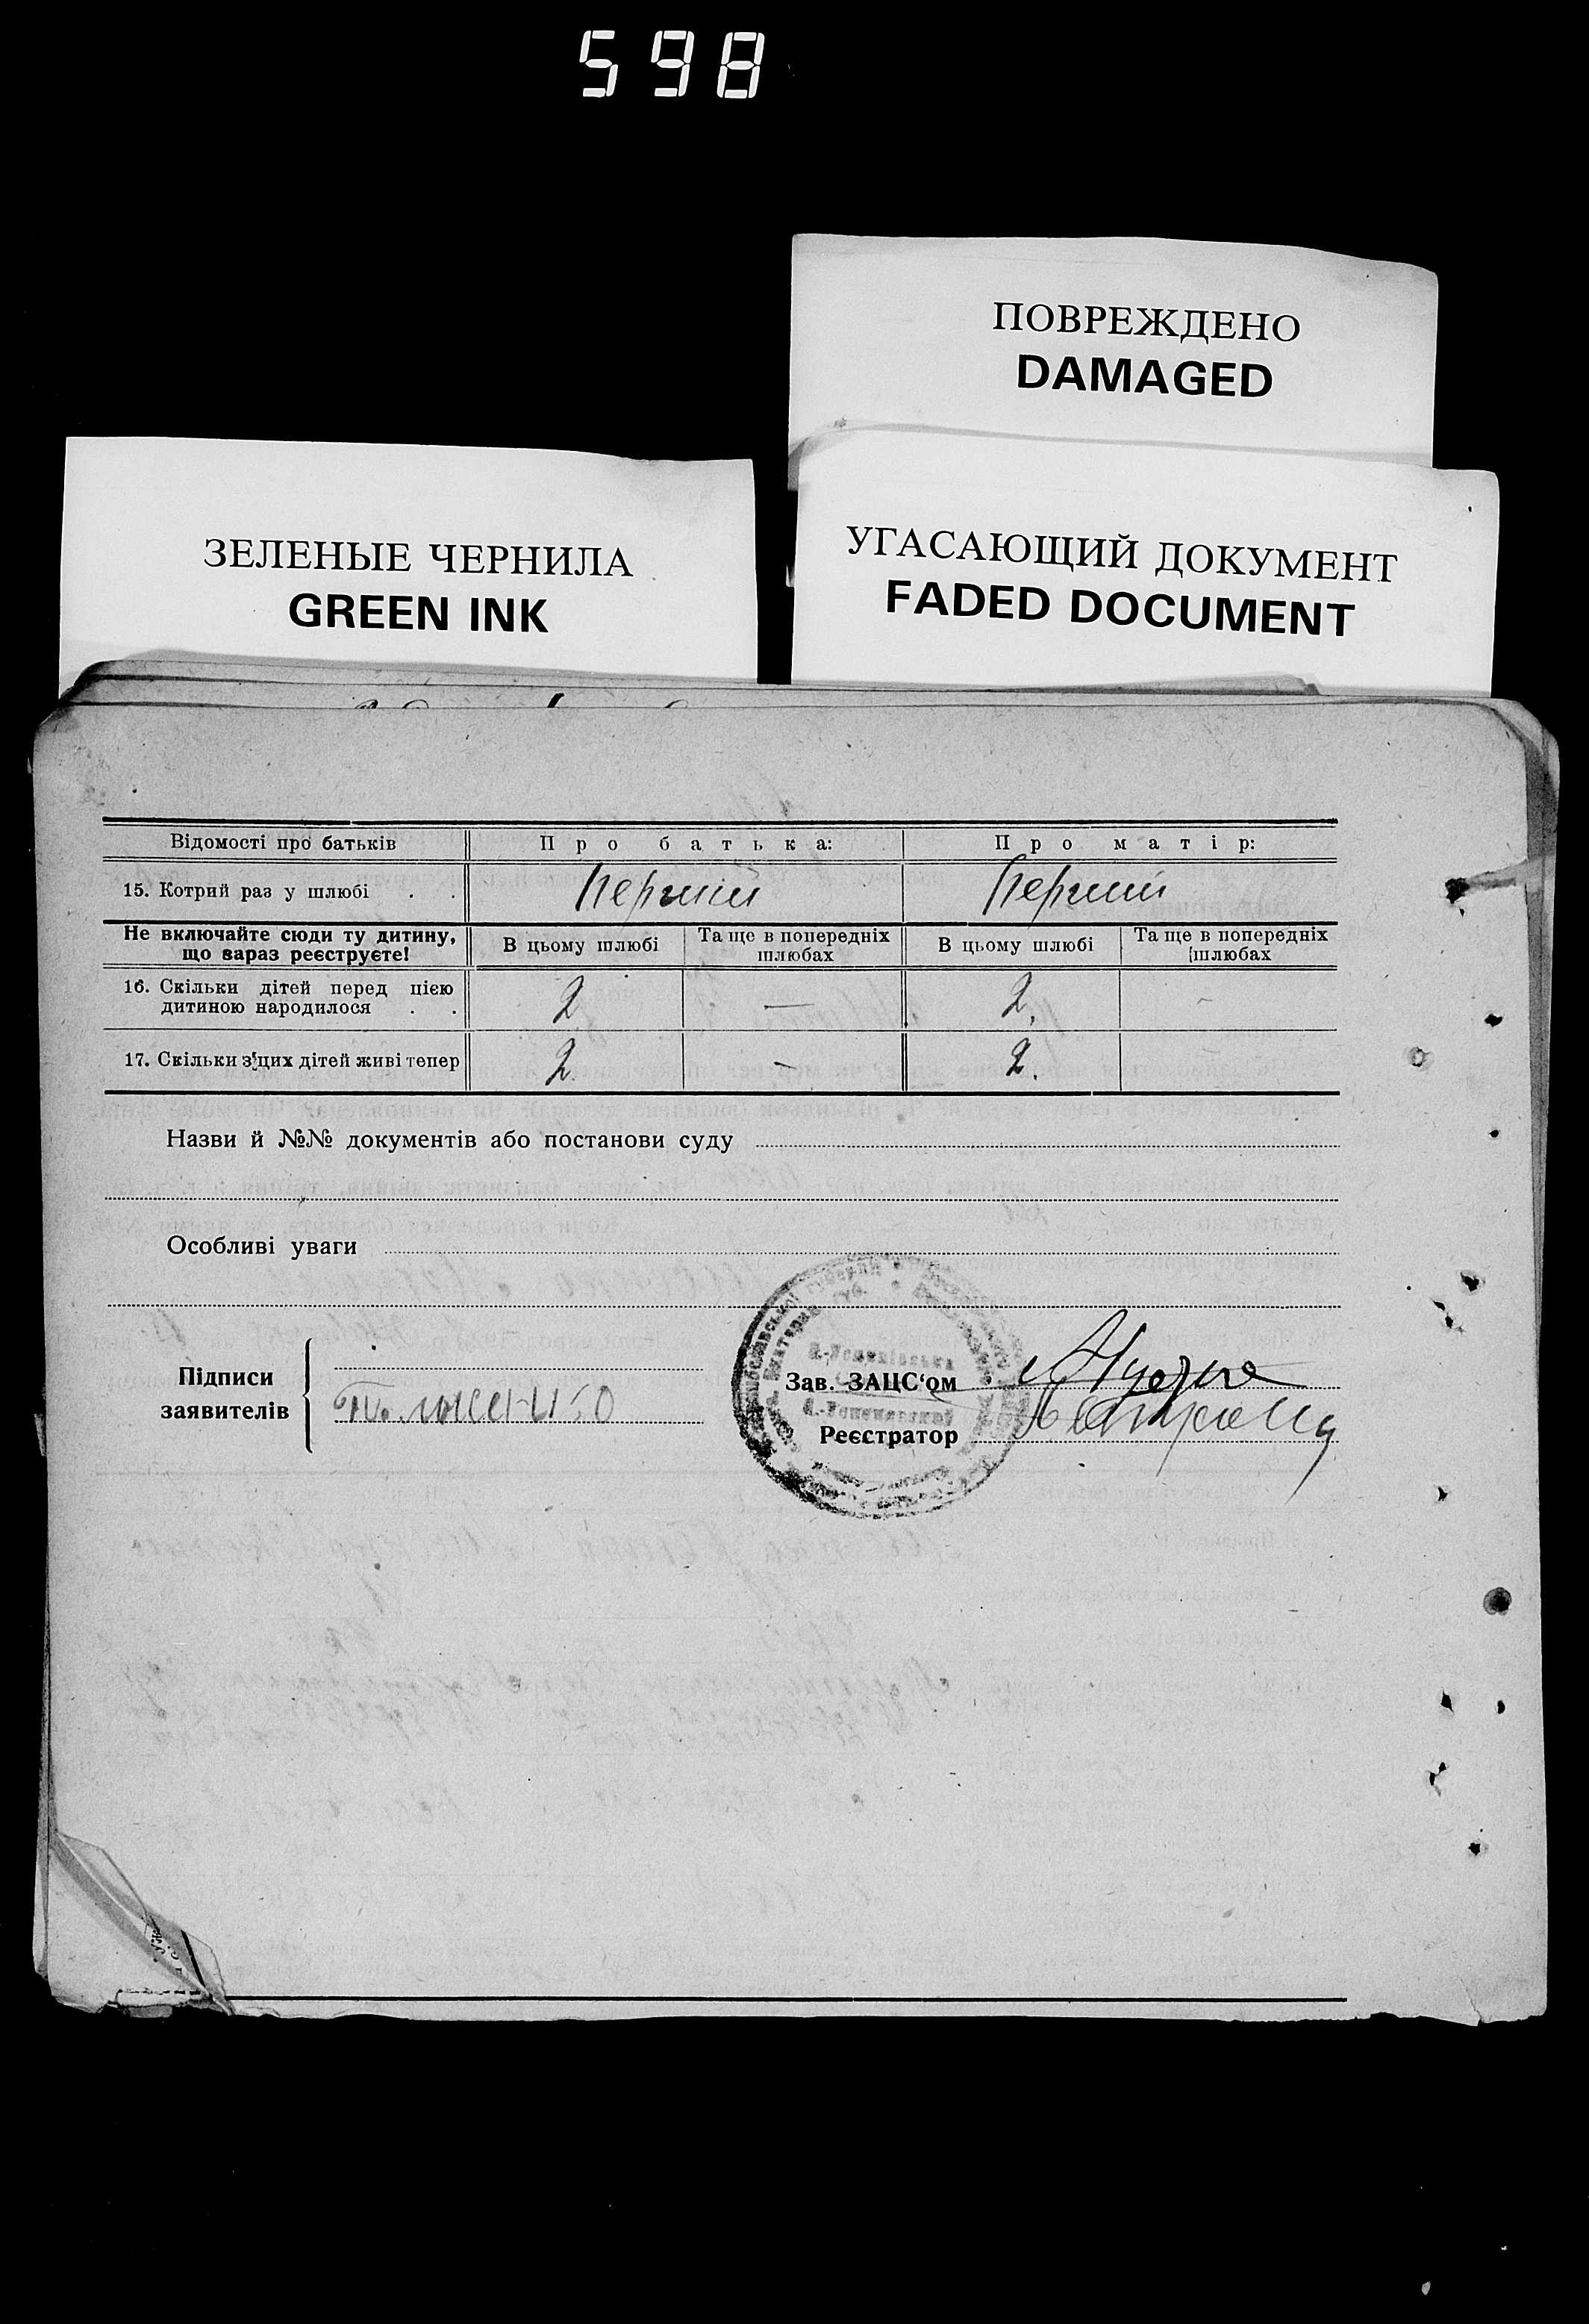 598
ПОВРЕЖДЕНО
DAMAGED
ЗЕЛЕНЫЕ ЧЕРНИЛА
GREEN INK
УГАСАЮЩИЙ ДОКУМЕНТ
FADED DOCUMENT
Відомості про батьків Про батька: Про матір:
15. Котрий раз у шлюбі . . Перший Перший
Не включайте сюди ту дитину, що зараз реєструєте! В цьому шлюбі Та ще в попередніх шлюбах В цьому шлюбі Та ще в попередніх шлюбах
16. Скільки дітей перед цією
дитиною народилося . . 2 — 2. -
17. Скільки з цих дітей живі тепер 2. - 2.
Назви й №№ документів або постанови суду
Особливі уваги
Підписи
заявителів
Зав. ЗАЦС'ом
Реєстратор